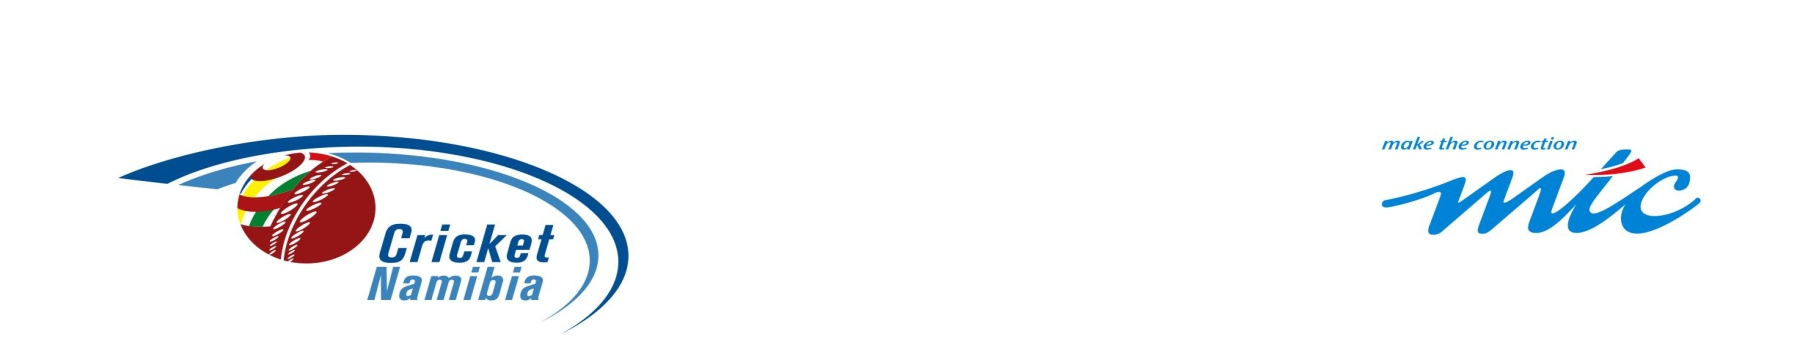 make the connection
mtc
Cricket
Namibia